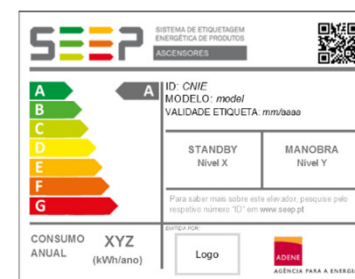 SEEP
SISTEMA DE ETIQUETAGEM
ENERGÉTICA DE PRODUTOS
ASCENSORES
A
B
C
D
E
F
G
A
ID: CNIE
MODELO: model
VALIDADE ETIQUETA: mm/aaaa
STANDBY
Nível X
MANOBRA
Nível Y
Para saber mais sobre este elevador, pesquise pelo
respetivo número "ID" em www.seep.pt
CONSUMO
ANUAL
XYZ
(kWh/ano)
EMITIDA POR:
Logo
ADENE
AGÊNCIA PARA A ENERGIA